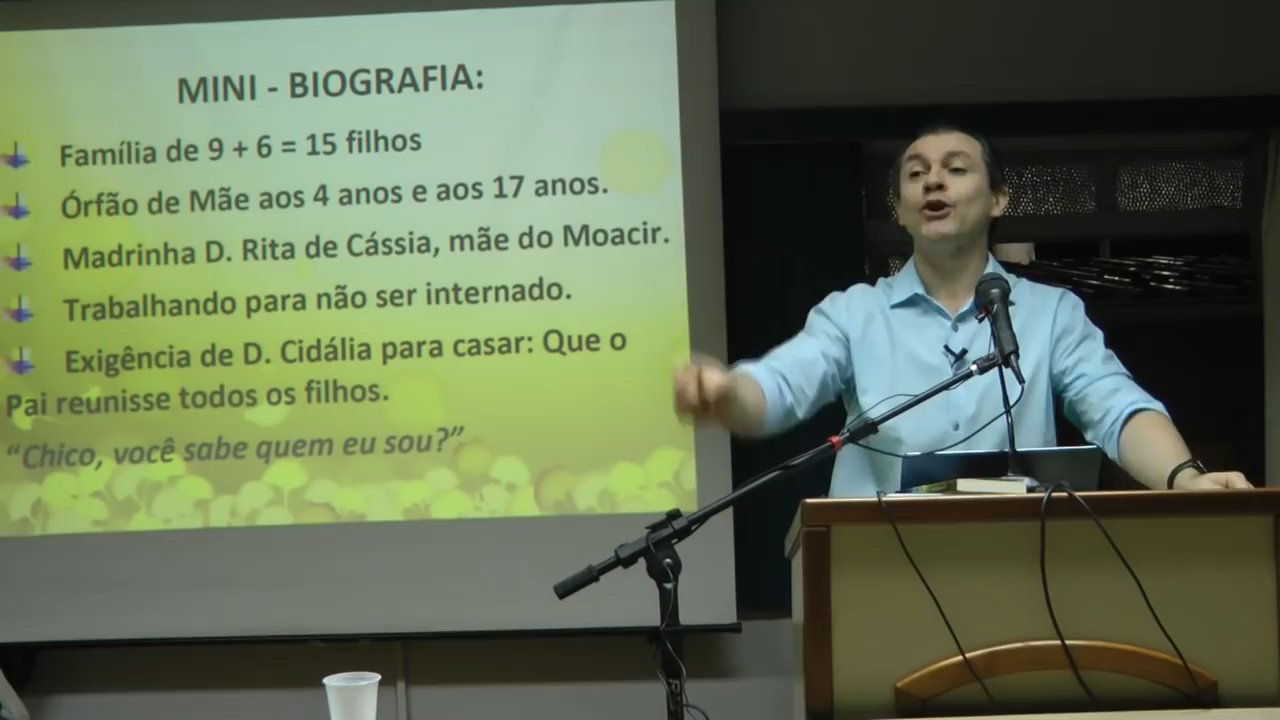 MINI - BIOGRAFIA:
Família de 9 + 6 = 15 filhos
Órfão de Mãe aos 4 anos e aos 17 anos.
Madrinha D. Rita de Cássia, mãe do Moacir.
Trabalhando para não ser internado.
Exigência de D. Cidália para casar: Que o
Pai reunisse todos os filhos.
“Chico, você sabe quem eu sou?”